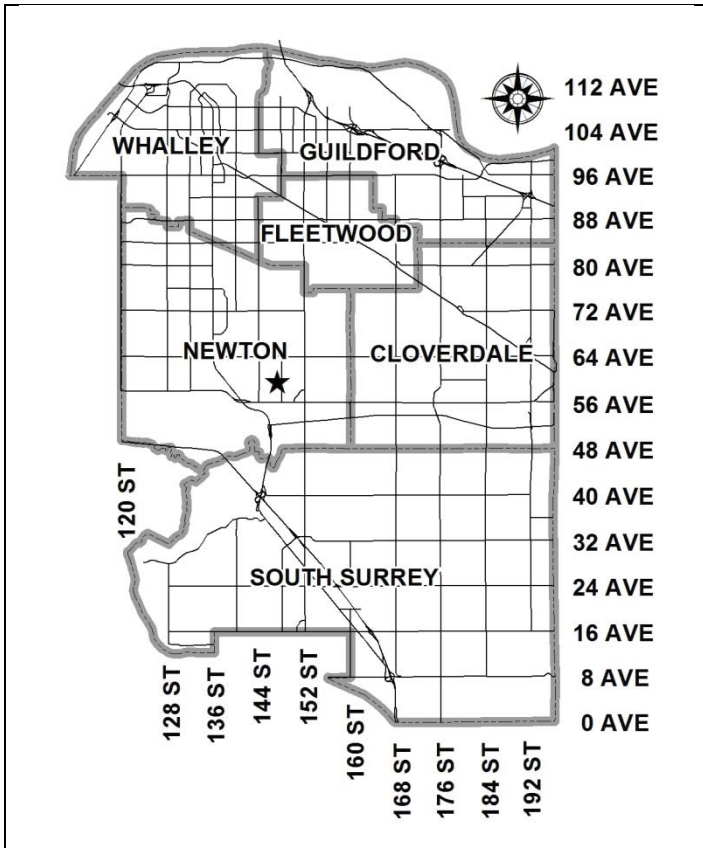 112 AVE
104 AVE
WHALLEY
GUILDFORD
96 AVE
88 AVE
FLEETWOOD
80 AVE
72 AVE
NEWTON
CLOVERDALE
64 AVE
56 AVE
48 AVE
120 ST
40 AVE
32 AVE
SOUTH SURREY
24 AVE
16 AVE
128 ST
136 ST
144 ST
152 ST
160 ST
8 AVE
0 AVE
168 ST
176 ST
184 ST
192 ST